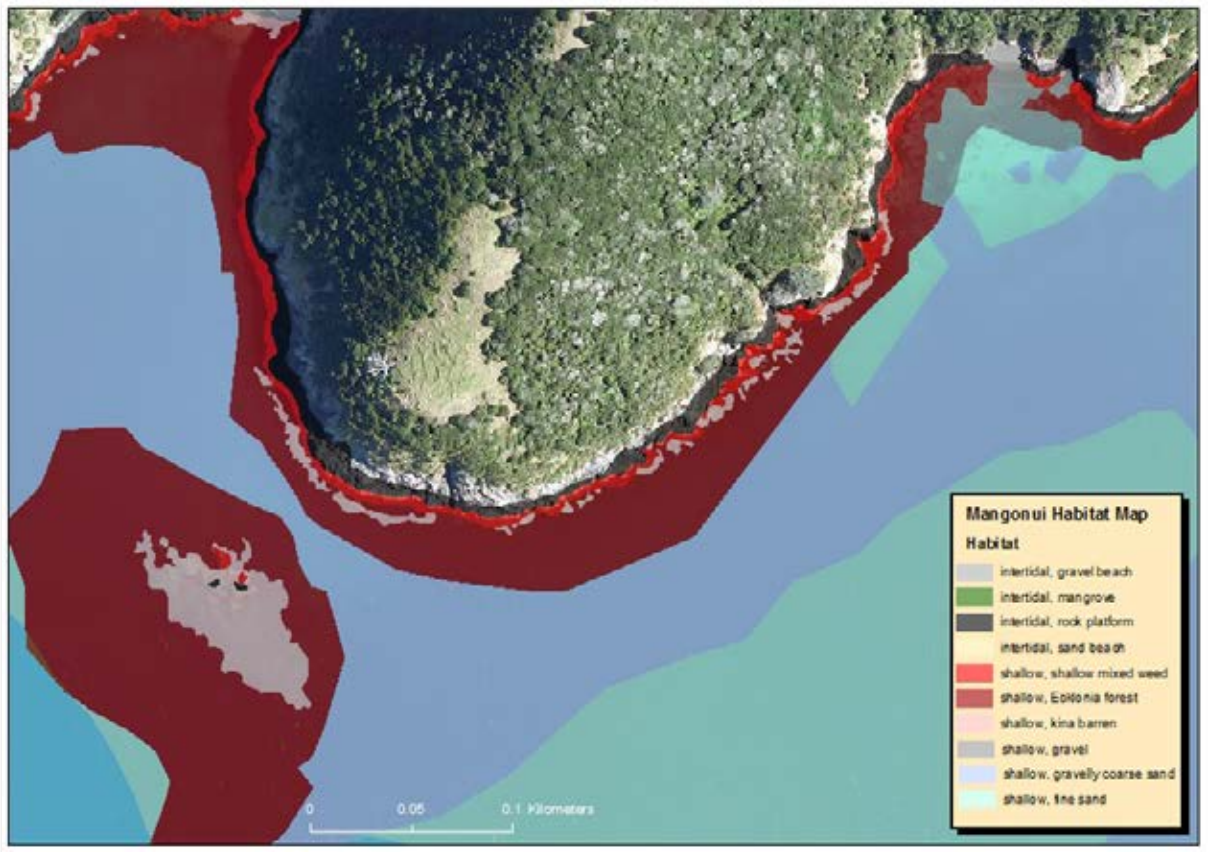 Mangonui Habitat Map
Habitat
intertidal, gravel beach
intertidal, mangrove
intertidal, rock platform
intertidal, sand beach
shallow, shallow mixed weed
shallow, Ecklonia forest
shallow, kina barren
shallow, gravel
shallow, gravelly coarse sand
shallow, fine sand
0 0.05 0.1 Kilometers